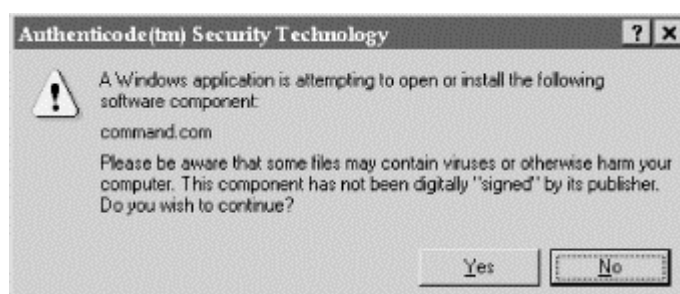 Authenticode(tm) Security Technology
A Windows application is attempting to open or install the following
software component:
command.com
Please be aware that some files may contain viruses or otherwise harm your
computer. This component has not been digitally "signed" by its publisher.
Do you wish to continue?
Yes
No